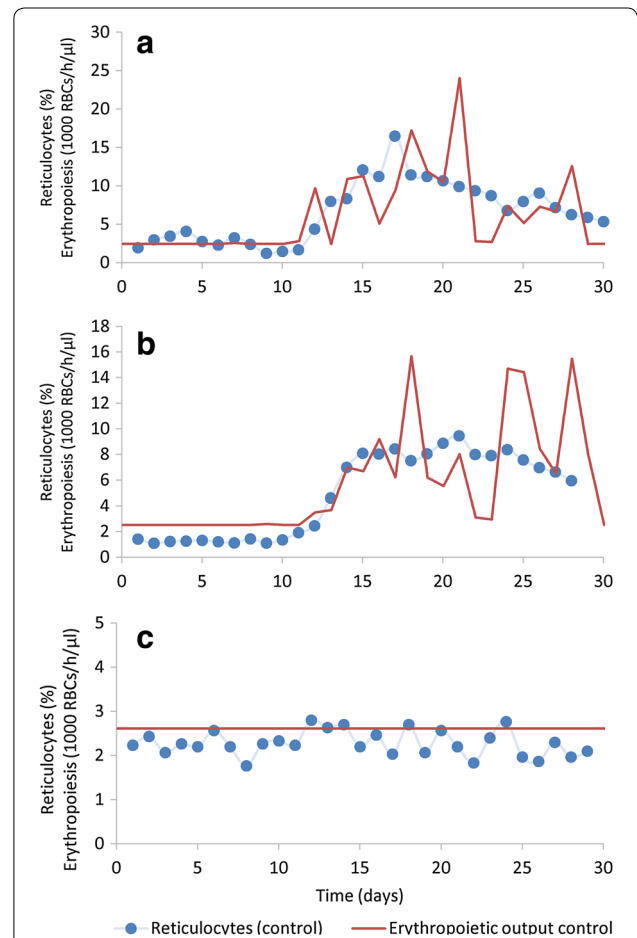 a
Reticulocytes (%)
Erythropoiesis (1000 RBCs/h/µl)
30
25
20
15
10
5
0
0 5 10 15 20 25 30
b
Reticulocytes (%)
Erythropoiesis (1000 RBCs/h/µl)
18
16
14
12
10
8
6
4
2
0
0 5 10 15 20 25 30
c
Reticulocytes (%)
Erythropoiesis (1000 RBCs/h/µl)
5
4
3
2
1
0
0 5 10 15 20 25 30
Time (days)
Reticulocytes (control) Erythropoietic output control